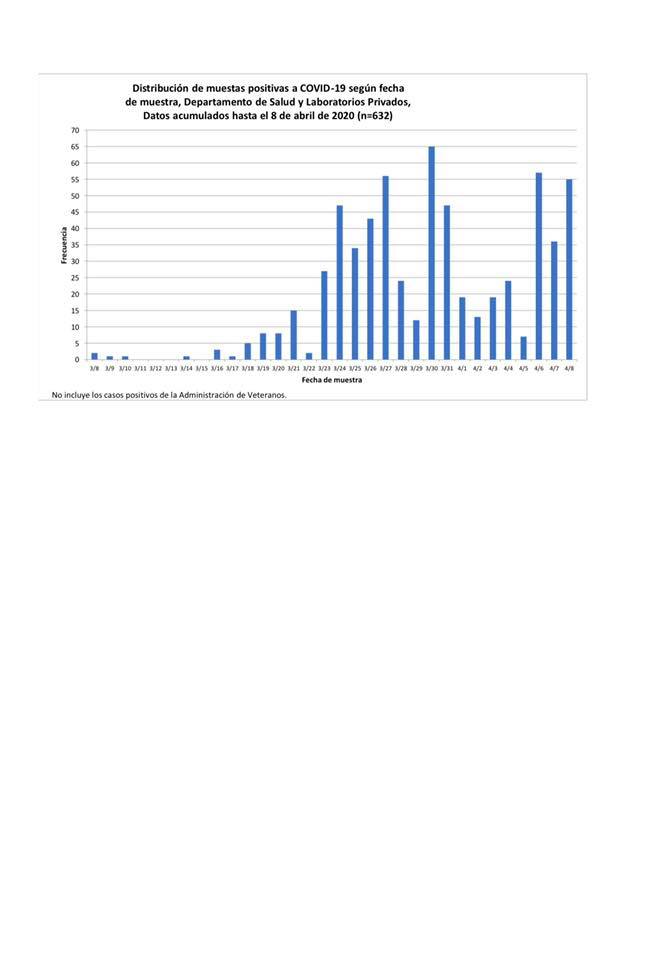 Distribución de muestas positivas a COVID-19 según fecha
de muestra, Departamento de Salud y Laboratorios Privados,
Datos acumulados hasta el 8 de abril de 2020 (n=632)
70
65
60
55
50
45
40
35
30
25
20
15
10
5
0
Frecuencia
3/8 3/9 3/10 3/11 3/12 3/13 3/14 3/15 3/16 3/17 3/18 3/19 3/20 3/21 3/22 3/23 3/24 3/25 3/26 3/27 3/28 3/29 3/30 3/31 4/1 4/2 4/3 4/4 4/5 4/6 4/7 4/8
Fecha de muestra
No incluye los casos positivos de la Administración de Veteranos.